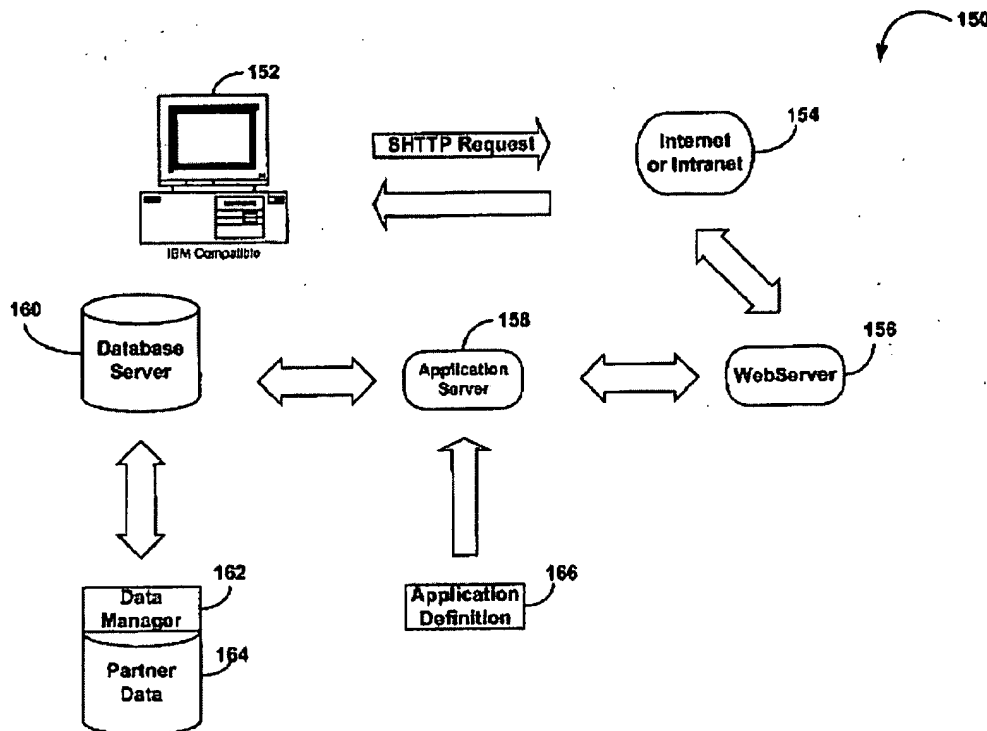 150
152
SHTTP Request
Internet
or Intranet
154
IBM Compatible
160
Database
Server
158
Application
Server
156
WebServer
162
Data
Manager
164
Partner
Data
166
Application
Definition